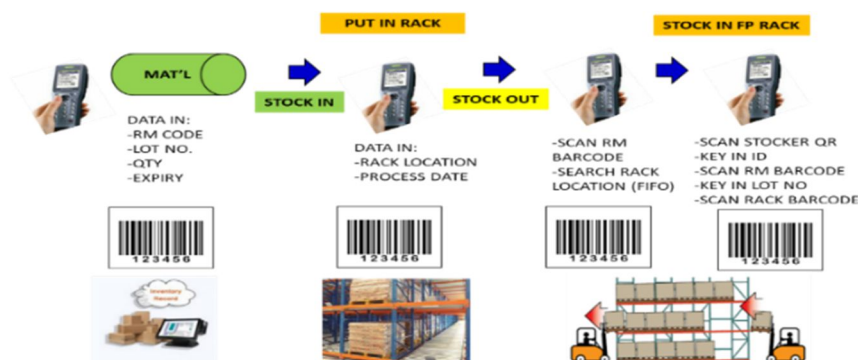 PUT IN RACK
STOCK IN FP RACK
MAT'L
STOCK IN
STOCK OUT
DATA IN:
-RM CODE
-LOT NO.
-QTY
-EXPIRY
DATA IN:
-RACK LOCATION
-PROCESS DATE
-SCAN RM
BARCODE
-SEARCH RACK
LOCATION (FIFO)
-SCAN STOCKER QR
-KEY IN ID
-SCAN RM BARCODE
-KEY IN LOT NO
-SCAN RACK BARCODE
123456
123456
123456
123456
Inventory
Record